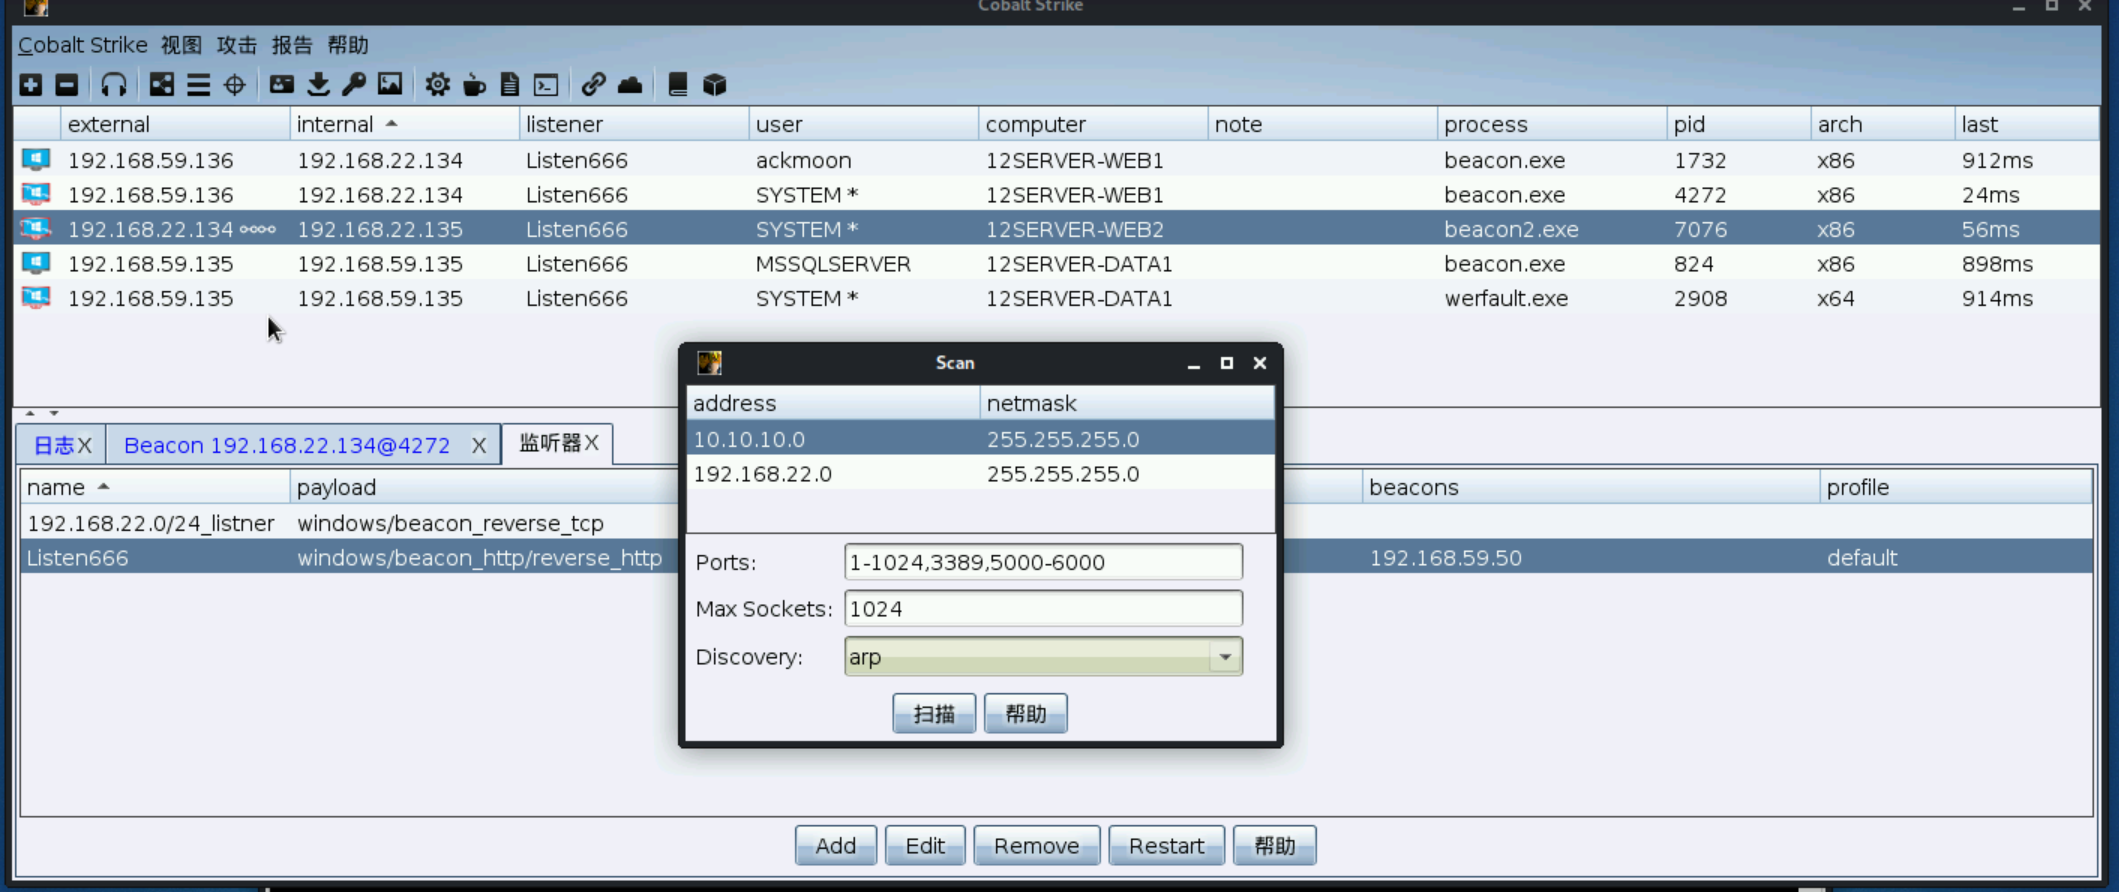 Cobalt Strike
Cobalt Strike 视图 攻击 报告 帮助
external internal listener user computer note process pid arch last
192.168.59.136 192.168.22.134 Listen666 ackmoon 12SERVER-WEB1 beacon.exe 1732 x86 912ms
192.168.59.136 192.168.22.134 Listen666 SYSTEM * 12SERVER-WEB1 beacon.exe 4272 x86 24ms
192.168.22.134 192.168.22.135 Listen666 SYSTEM * 12SERVER-WEB2 beacon2.exe 7076 x86 56ms
192.168.59.135 192.168.59.135 Listen666 MSSQLSERVER 12SERVER-DATA1 beacon.exe 824 x86 898ms
192.168.59.135 192.168.59.135 Listen666 SYSTEM * 12SERVER-DATA1 werfault.exe 2908 x64 914ms
日志X Beacon 192.168.22.134@4272 X 监听器X
name payload beacons profile
192.168.22.0/24_listner windows/beacon_reverse_tcp
Listen666 windows/beacon_http/reverse_http 192.168.59.50 default
Scan
address netmask
10.10.10.0 255.255.255.0
192.168.22.0 255.255.255.0
Ports: 1-1024,3389,5000-6000
Max Sockets: 1024
Discovery: arp
扫描 帮助
Add Edit Remove Restart 帮助